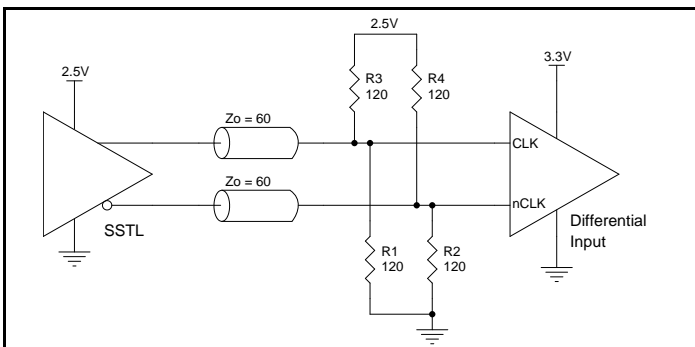 2.5V
2.5V
3.3V
R3
120
R4
120
Zo = 60
CLK
Zo = 60
nCLK
SSTL
Differential
Input
R1
120
R2
120